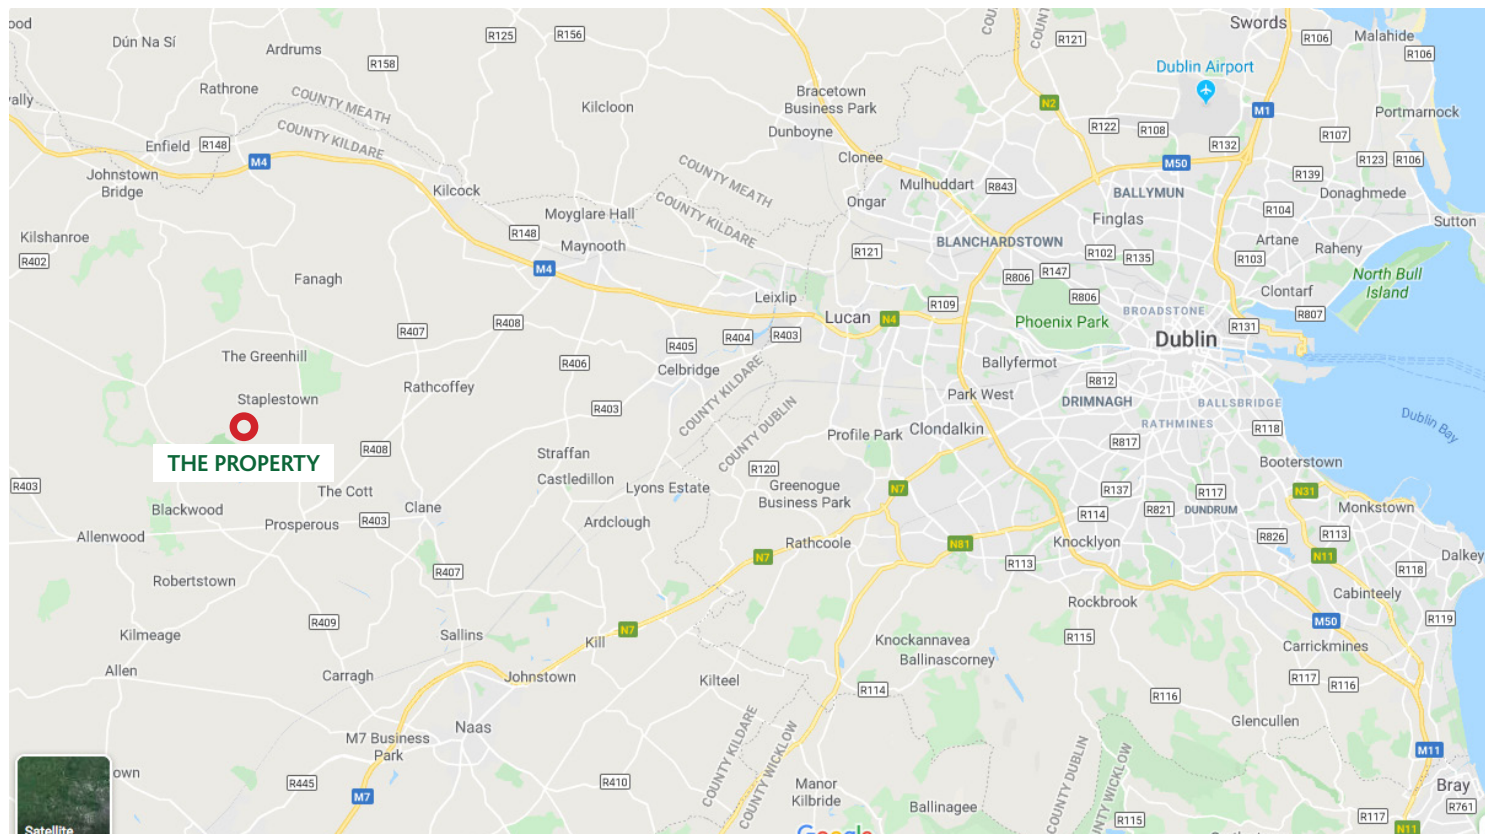 ood
Dún Na Sí
Ardrums
R125
R156
COUNTY
R121
Swords
R106
Malahide
R106
R158
Rathrone
COUNTY MEATH
Kilcloon
Bracetown
Business Park
Dublin Airport
N2
M1
Portmarnock
Dunboyne
R122
R108
R107
Enfield
R148
M4
COUNTY KILDARE
Clonee
R132
M50
R123
R106
Johnstown
Bridge
Kilcock
COUNTY MEATH
Mulhuddart
R843
BALLYMUN
R139
Donaghmede
Moyglare Hall
COUNTY KILDARE
Ongar
Finglas
R104
Sutton
Kilshanroe
R148
Maynooth
BLANCHARDSTOWN
Artane
Raheny
R402
R121
R102
R135
R103
M4
R806
R147
North Bull
Island
Fanagh
Leixlip
R109
R806
Clontarf
R407
R408
Lucan
N4
Phoenix Park
BROADSTONE
R807
R131
R404
R403
Dublin
The Greenhill
R405
R406
Celbridge
Ballyfermot
Staplestown
Rathcoffey
COUNTY KILDARE
R812
Park West
DRIMNAGH
BALLSBRIDGE
R403
COUNTY DUBLIN
RATHMINES
Dublin Bay
Profile Park
Clondalkin
R118
R817
THE PROPERTY
R408
Straffan
Castledillon
R120
Booterstown
R403
The Cott
Lyons Estate
Greenogue
Business Park
N7
R137
R117
N31
Blackwood
Clane
R114
R821
DUNDRUM
Monkstown
Prosperous
R403
Ardclough
Allenwood
Rathcoole
N81
Knocklyon
R826
R113
N7
N11
Dalkey
Robertstown
R407
R113
R118
Rockbrook
Cabinteely
R409
N7
M50
R119
Kilmeage
Sallins
Kill
Knockannavea
R115
Carrickmines
Ballinascorney
Allen
Carragh
Johnstown
Kilteel
R114
R117
R116
R116
Naas
COUNTY KILDARE
COUNTY WICKLOW
Glencullen
M7 Business
Park
COUNTY DUBLIN
M11
own
R445
R410
Manor
Kilbride
Bray
M7
Ballinagee
R761
R115
R117
N11
Satellite
Google